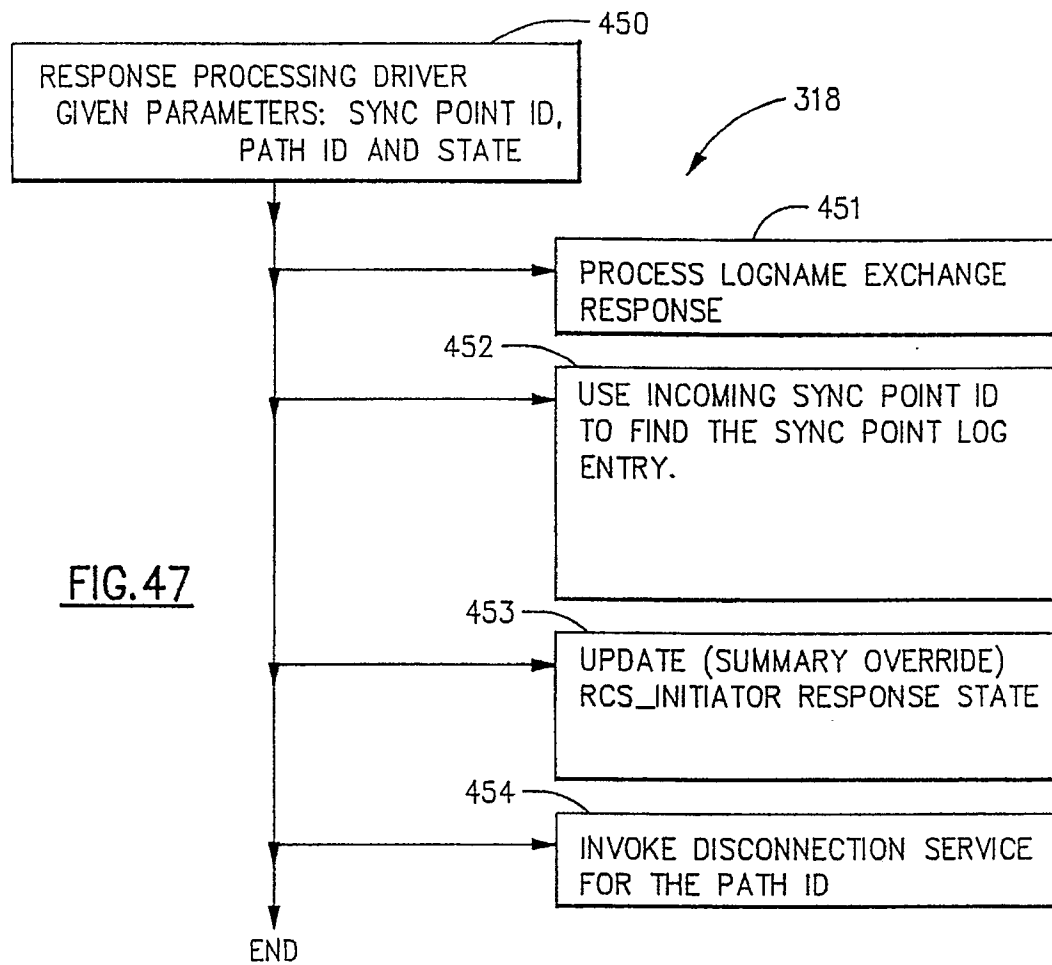 450
RESPONSE PROCESSING DRIVER
GIVEN PARAMETERS: SYNC POINT ID,
PATH ID AND STATE
318
451
PROCESS LOGNAME EXCHANGE
RESPONSE
452
USE INCOMING SYNC POINT ID
TO FIND THE SYNC POINT LOG
ENTRY.
FIG.47
453
UPDATE (SUMMARY OVERRIDE)
RCS_INITIATOR RESPONSE STATE
454
INVOKE DISCONNECTION SERVICE
FOR THE PATH ID
END